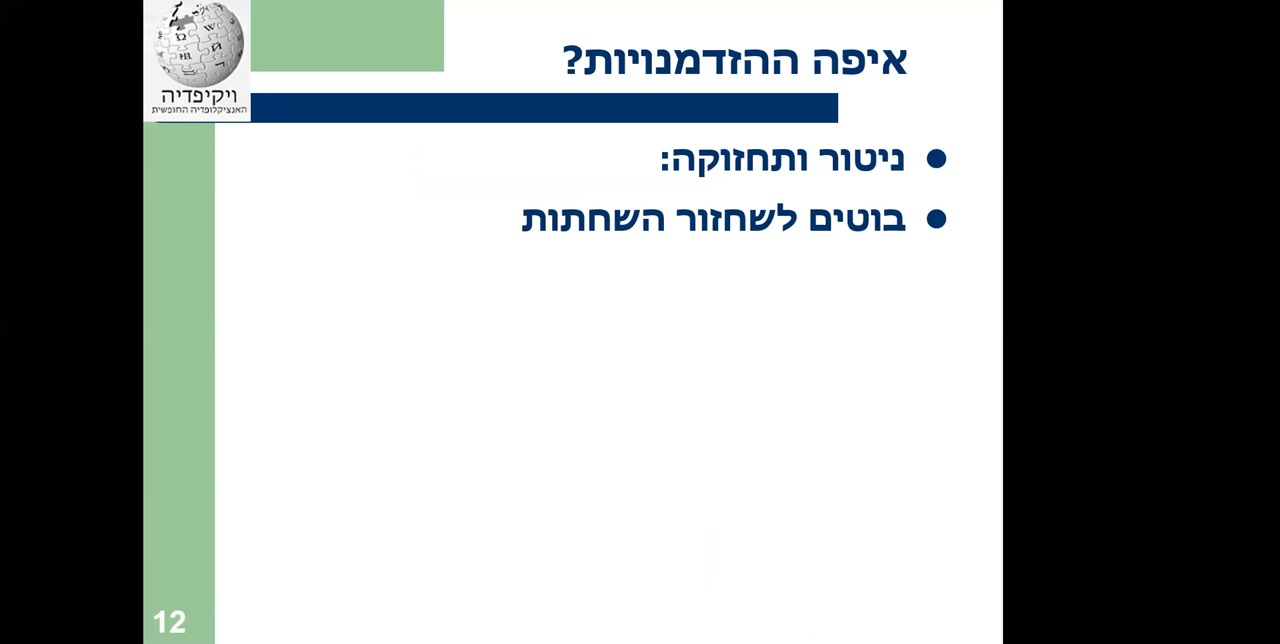 איפה ההזדמנויות?
ויקיפדיה
האנציקלופדיה החופשית
ניטור ותחזוקה:
בוטים לשחזור השחתות
12